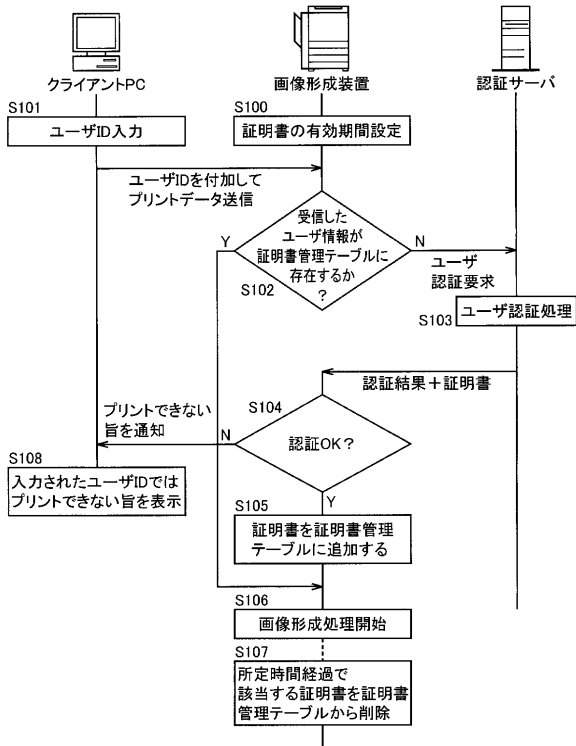 クライアントPC
画像形成装置
認証サーバ
S101
ユーザID入力
S100
証明書の有効期間設定
ユーザIDを付加して
プリントデータ送信
受信した
ユーザ情報が
証明書管理テーブルに
存在するか
?
Y
N
S102
ユーザ
認証要求
S103
ユーザ認証処理
認証結果+証明書
プリントできない
旨を通知
S104
認証OK?
N
Y
S108
入力されたユーザIDでは
プリントできない旨を表示
S105
証明書を証明書管理
テーブルに追加する
S106
画像形成処理開始
S107
所定時間経過で
該当する証明書を証明書
管理テーブルから削除